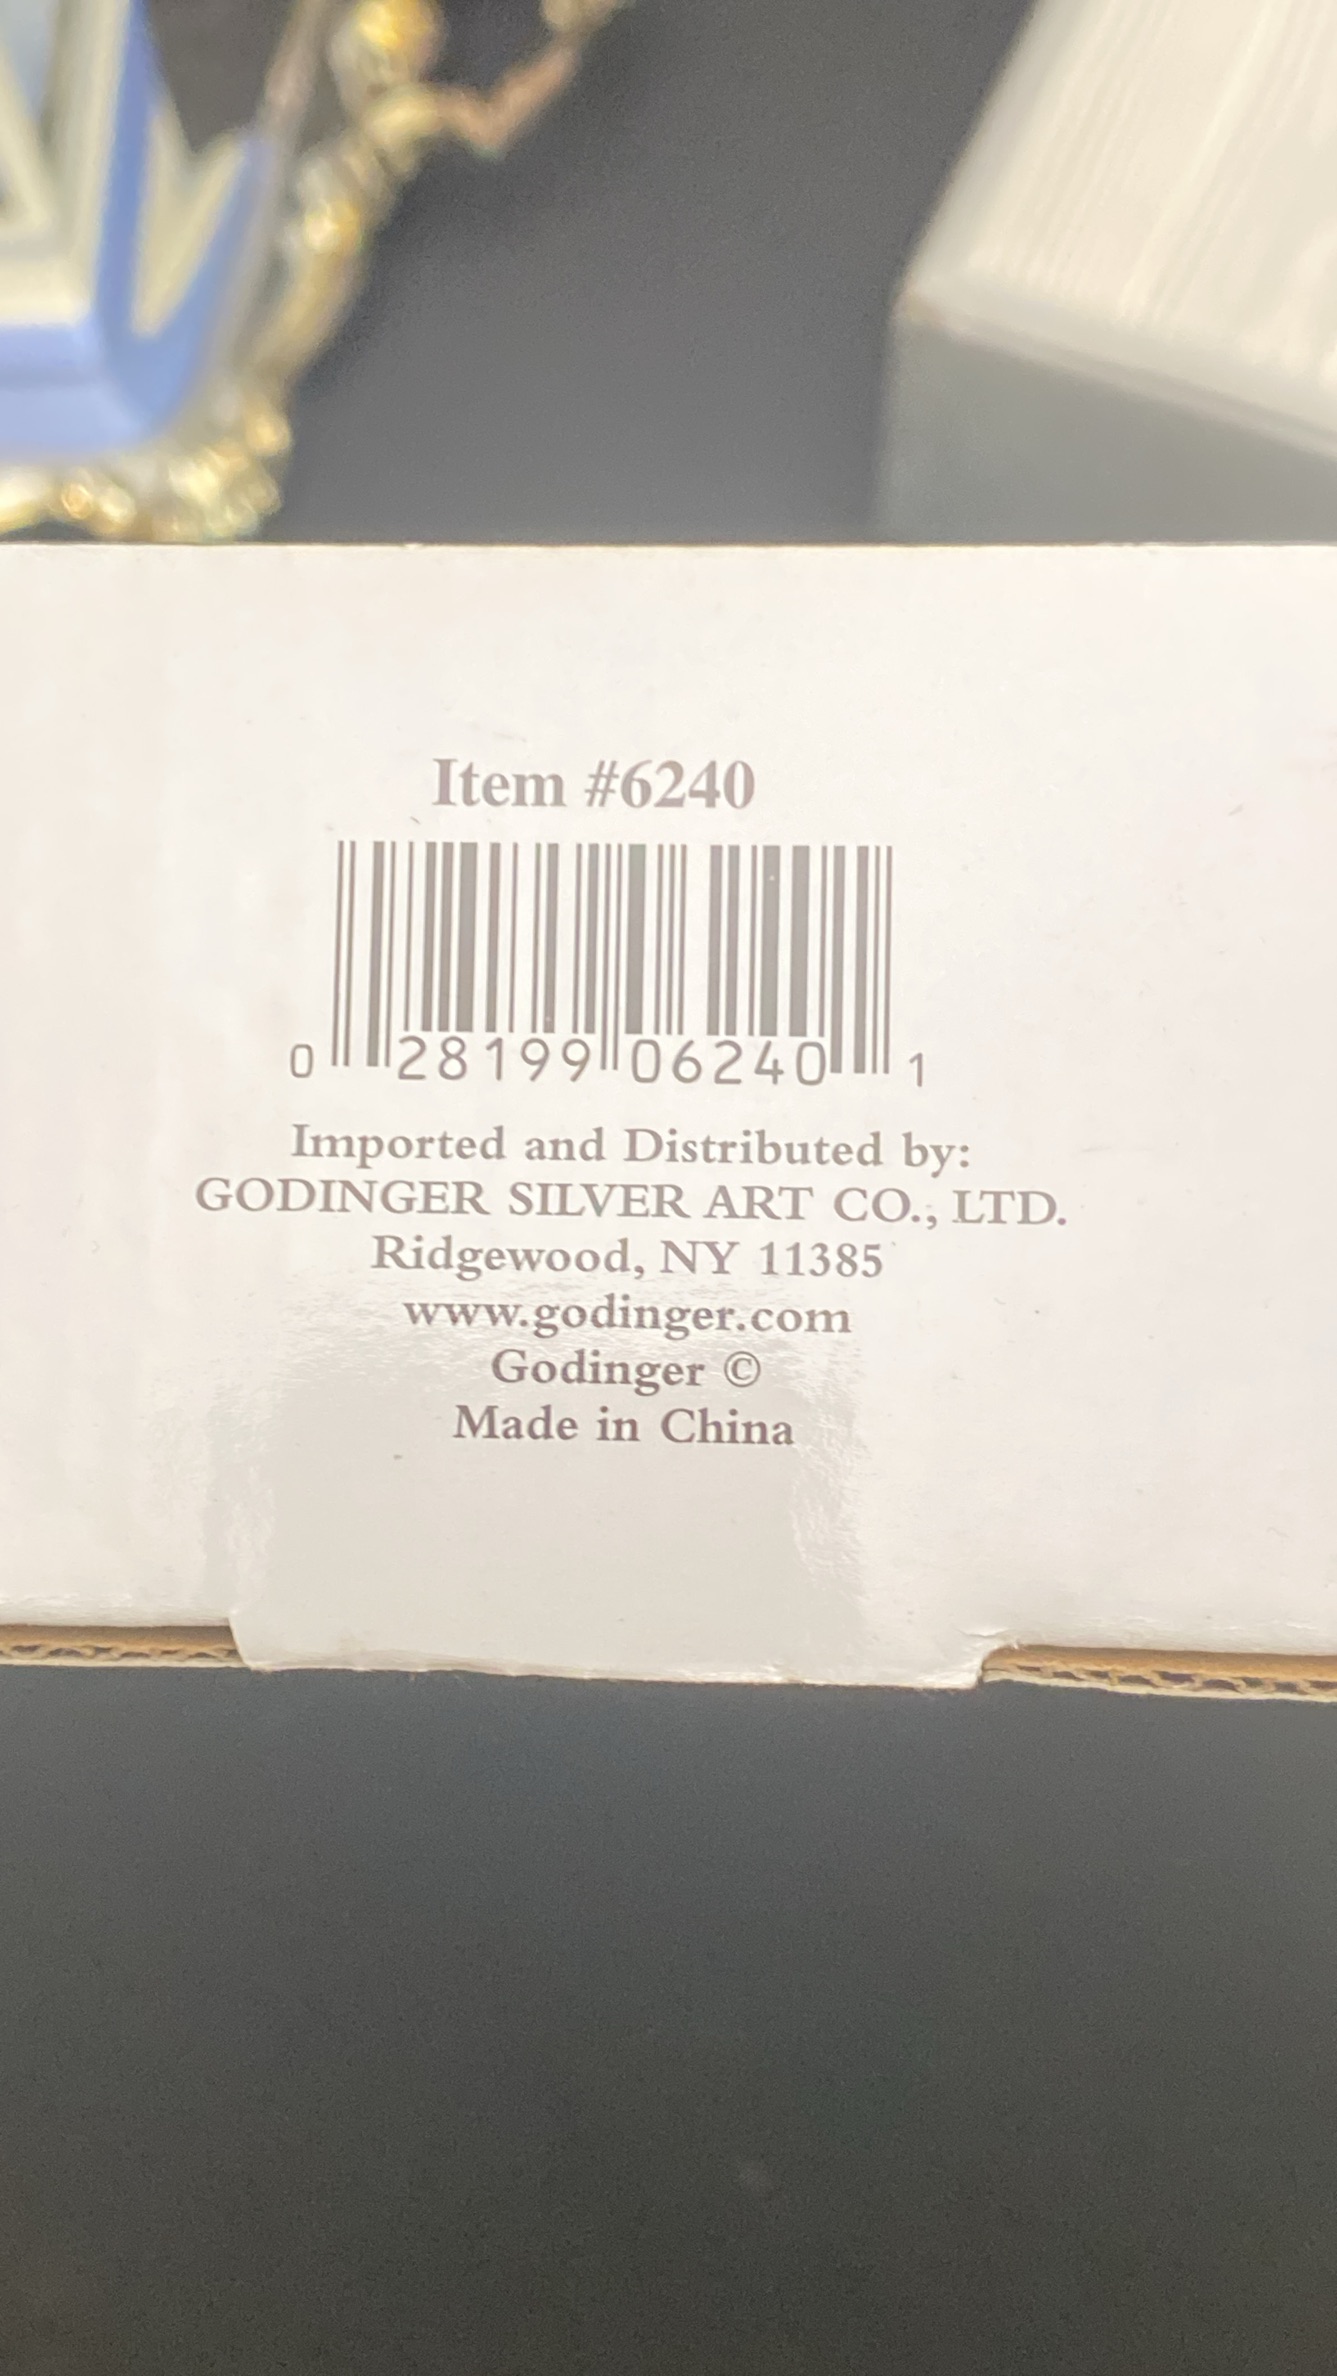 Item #6240
0 28199 06240 1
Imported and Distributed by:
GODINGER SILVER ART CO., LTD.
Ridgewood, NY 11385
www.godinger.com
Godinger ©
Made in China